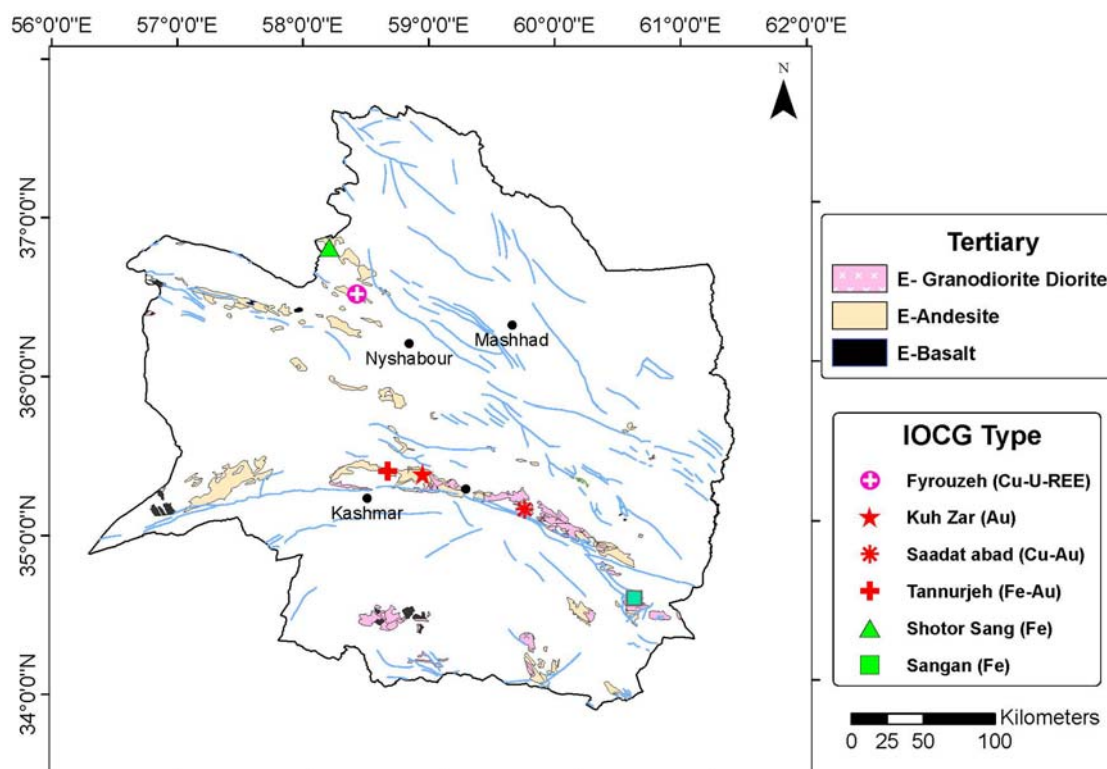 56°0'0"E 57°0'0"E 58°0'0"E 59°0'0"E 60°0'0"E 61°0'0"E 62°0'0"E
N
37°0'0"N
36°0'0"N
35°0'0"N
34°0'0"N
Mashhad
Nyshabour
Kashmar
Tertiary
E- Granodiorite Diorite
E-Andesite
E-Basalt
IOCG Type
Fyrouzeh (Cu-U-REE)
Kuh Zar (Au)
Saadat abad (Cu-Au)
Tannurjeh (Fe-Au)
Shotor Sang (Fe)
Sangan (Fe)
Kilometers
0 25 50 100